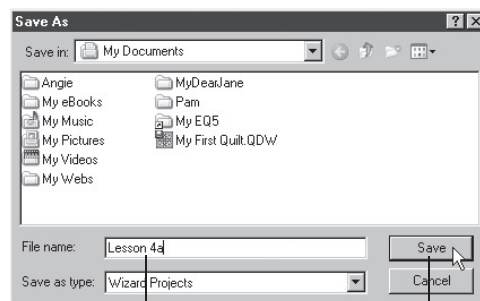 Save As
Save in: My Documents
Angie
My eBooks
My Music
My Pictures
My Videos
My Webs
MyDearJane
Pam
My EQ5
My First Quilt.QDW
File name: Lesson 4a Save
Save as type: Wizard Projects Cancel